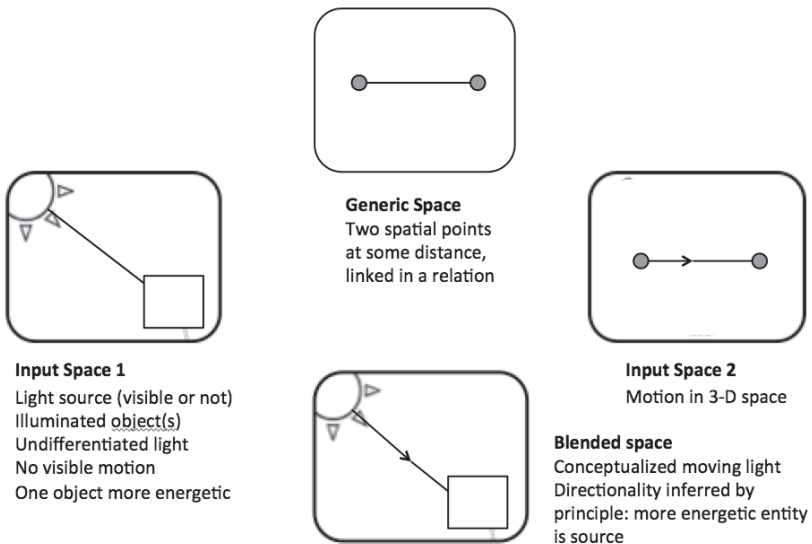 Generic Space
Two spatial points
at some distance,
linked in a relation
Input Space 1
Light source (visible or not)
Illuminated object(s)
Undifferentiated light
No visible motion
One object more energetic
Input Space 2
Motion in 3-D space
Blended space
Conceptualized moving light
Directionality inferred by
principle: more energetic entity
is source